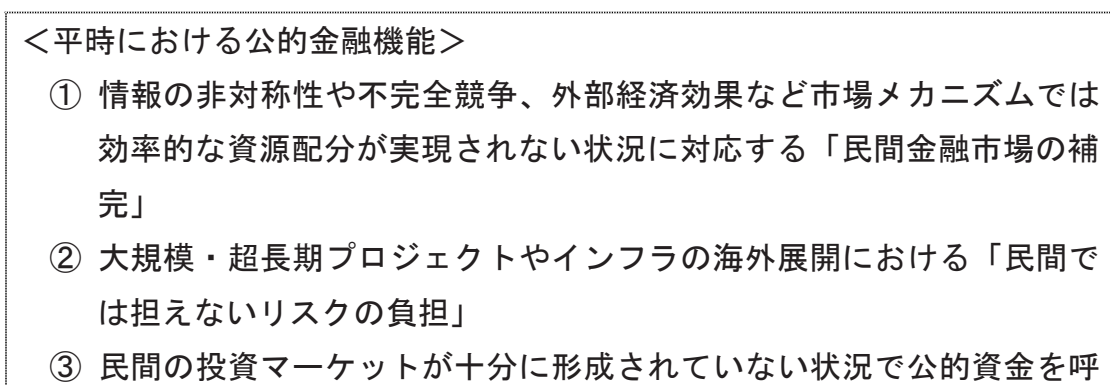 ＜平時における公的金融機能＞
① 情報の非対称性や不完全競争、外部経済効果など市場メカニズムでは
効率的な資源配分が実現されない状況に対応する「民間金融市場の補
完」
② 大規模・超長期プロジェクトやインフラの海外展開における「民間で
は担えないリスクの負担」
③ 民間の投資マーケットが十分に形成されていない状況で公的資金を呼